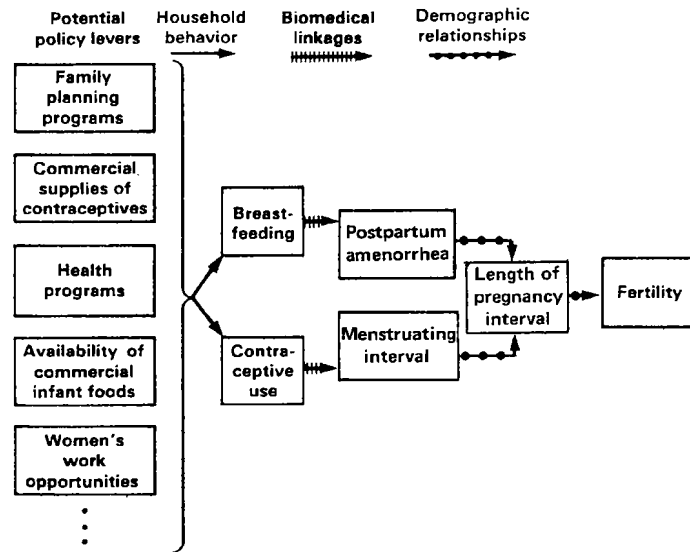 Potential
policy levers
Household
behavior
Biomedical
linkages
Demographic
relationships
Family
planning
programs
Commercial
supplies of
contraceptives
Health
programs
Availability of
commercial
infant foods
Women's
work
opportunities
Breast-
feeding
Contra-
ceptive
use
Postpartum
amenorrhea
Menstruating
interval
Length of
pregnancy
interval
Fertility